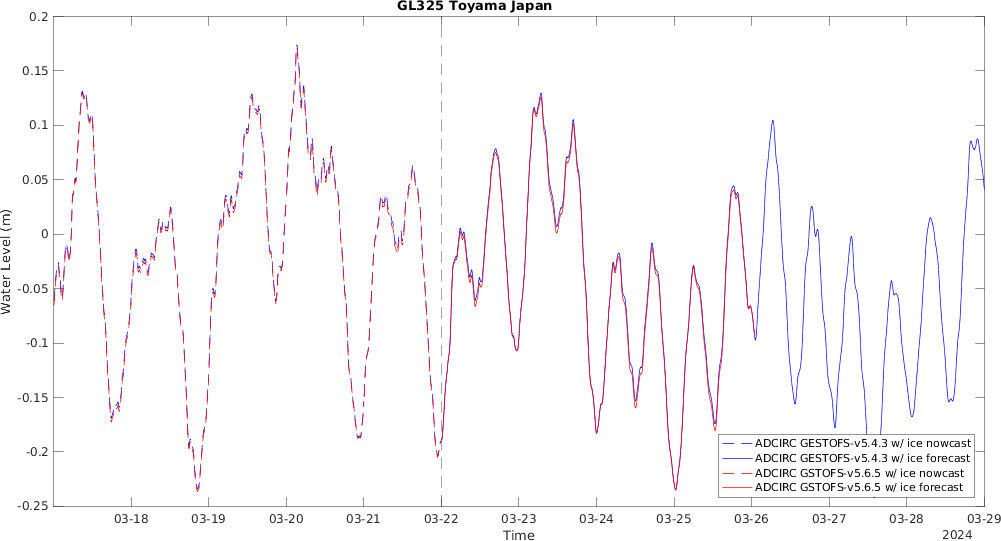 GL325 Toyama Japan
0.2
0.15
0.1
0.05
0
-0.05
-0.1
-0.15
-0.2
-0.25
Water Level (m)
ADCIRC GESTOFS-v5.4.3 w/ ice nowcast
ADCIRC GESTOFS-v5.4.3 w/ ice forecast
ADCIRC GSTOFS-v5.6.5 w/ ice nowcast
ADCIRC GSTOFS-v5.6.5 w/ ice forecast
03-18 03-19 03-20 03-21 03-22 03-23 03-24 03-25 03-26 03-27 03-28 03-29
Time
2024